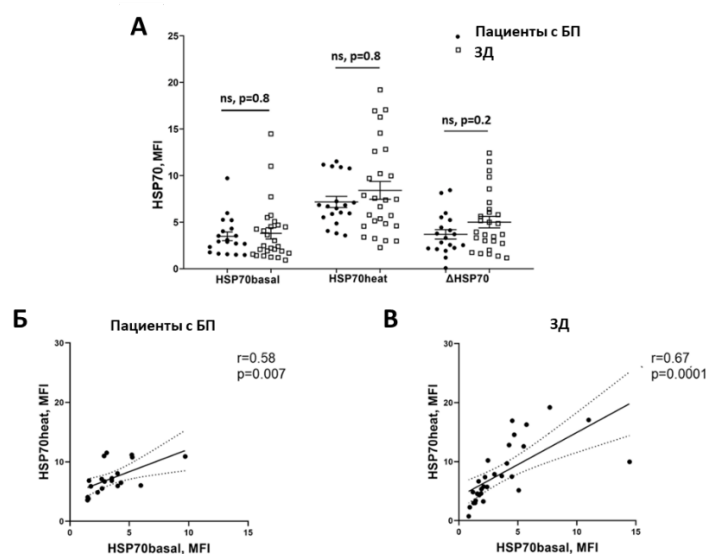 А
Пациенты с БП
ЗД
25
20
15
10
5
0
HSP70, MFI
ns, p=0.8
ns, p=0.8
ns, p=0.2
HSP70basal
HSP70heat
ΔHSP70
Б
Пациенты с БП
r=0.58
p=0.007
30
20
10
0
HSP70heat, MFI
0
5
10
15
HSP70basal, MFI
В
ЗД
r=0.67
p=0.0001
30
20
10
0
HSP70heat, MFI
0
5
10
15
HSP70basal, MFI